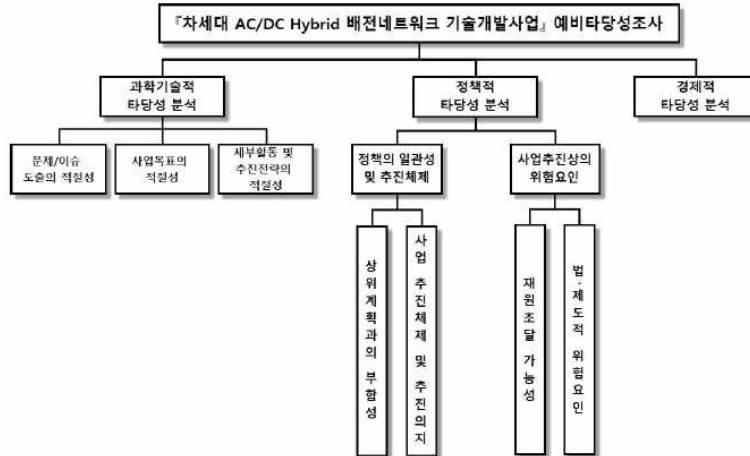 『차세대 AC/DC Hybrid 배전네트워크 기술개발사업』 예비타당성조사
과학기술적
타당성 분석
정책적
타당성 분석
경제적
타당성 분석
문제/이슈
도출의 적절성
사업목표의
적절성
세부활동 및
추진전략의
적절성
정책의 일관성
및 추진체제
사업추진상의
위험요인
상위계획과의 부합성
사업 추진체제 및 추진의지
재원조달 가능성
법·제도적 위험요인